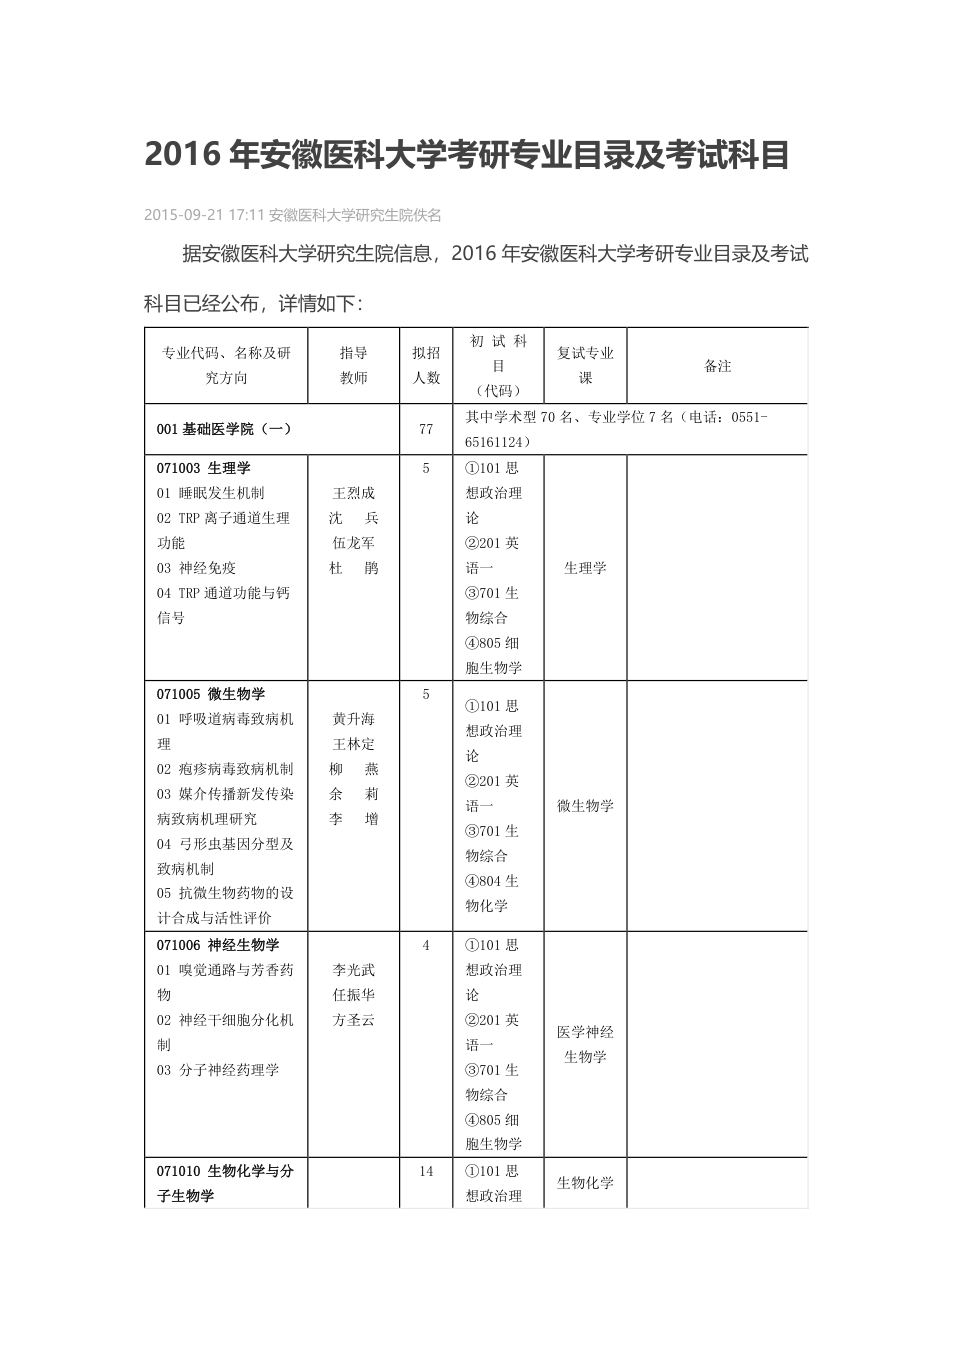 2016 年安徽医科大学考研专业目录及考试科目
2015-09-21 17:11 安徽医科大学研究生院佚名
据安徽医科大学研究生院信息，2016 年安徽医科大学考研专业目录及考试
科目已经公布，详情如下：
专业代码、名称及研
究方向
指导
教师
拟招
人数
初 试 科
目
（代码）
复试专业
课
备注
001 基础医学院（一）
77
其中学术型 70 名、专业学位 7 名（电话：0551-
65161124）
071003 生理学
01 睡眠发生机制
02 TRP 离子通道生理
功能
03 神经免疫
04 TRP 通道功能与钙
信号
王烈成
沈 兵
伍龙军
杜 鹃
5
①101 思
想政治理
论
②201 英
语一
③701 生
物综合
④805 细
胞生物学
生理学
071005 微生物学
01 呼吸道病毒致病机
理
02 疱疹病毒致病机制
03 媒介传播新发传染
病致病机理研究
04 弓形虫基因分型及
致病机制
05 抗微生物药物的设
计合成与活性评价
黄升海
王林定
柳 燕
余 莉
李 增
5
①101 思
想政治理
论
②201 英
语一
③701 生
物综合
④804 生
物化学
微生物学
071006 神经生物学
01 嗅觉通路与芳香药
物
02 神经干细胞分化机
制
03 分子神经药理学
李光武
任振华
方圣云
4
①101 思
想政治理
论
②201 英
语一
③701 生
物综合
④805 细
胞生物学
医学神经
生物学
071010 生物化学与分
子生物学
14
①101 思
想政治理
生物化学